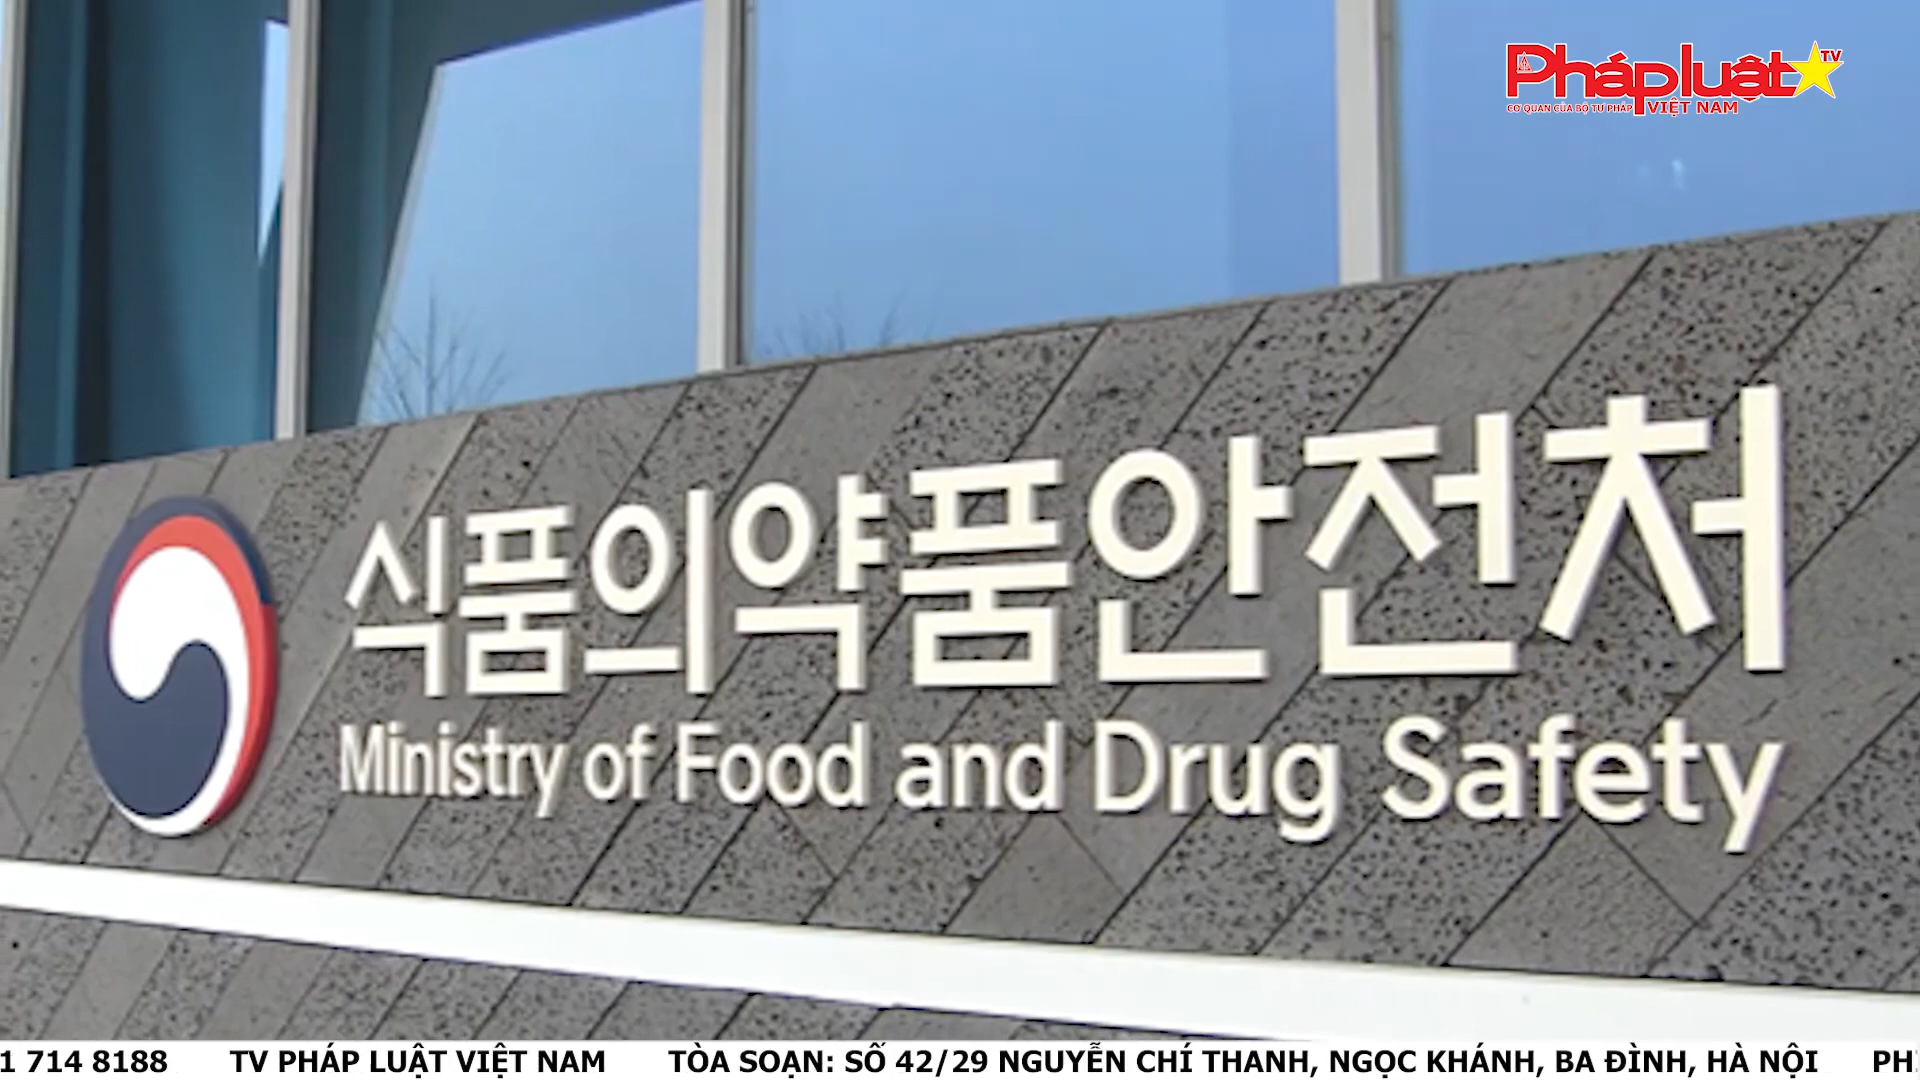 Pháp luật TV
CƠ QUAN CỦA BỘ TƯ PHÁP VIỆT NAM
식품의약품안전처
Ministry of Food and Drug Safety
1 714 8188 TV PHÁP LUẬT VIỆT NAM TÒA SOẠN: SỐ 42/29 NGUYỄN CHÍ THANH, NGỌC KHÁNH, BA ĐÌNH, HÀ NỘI